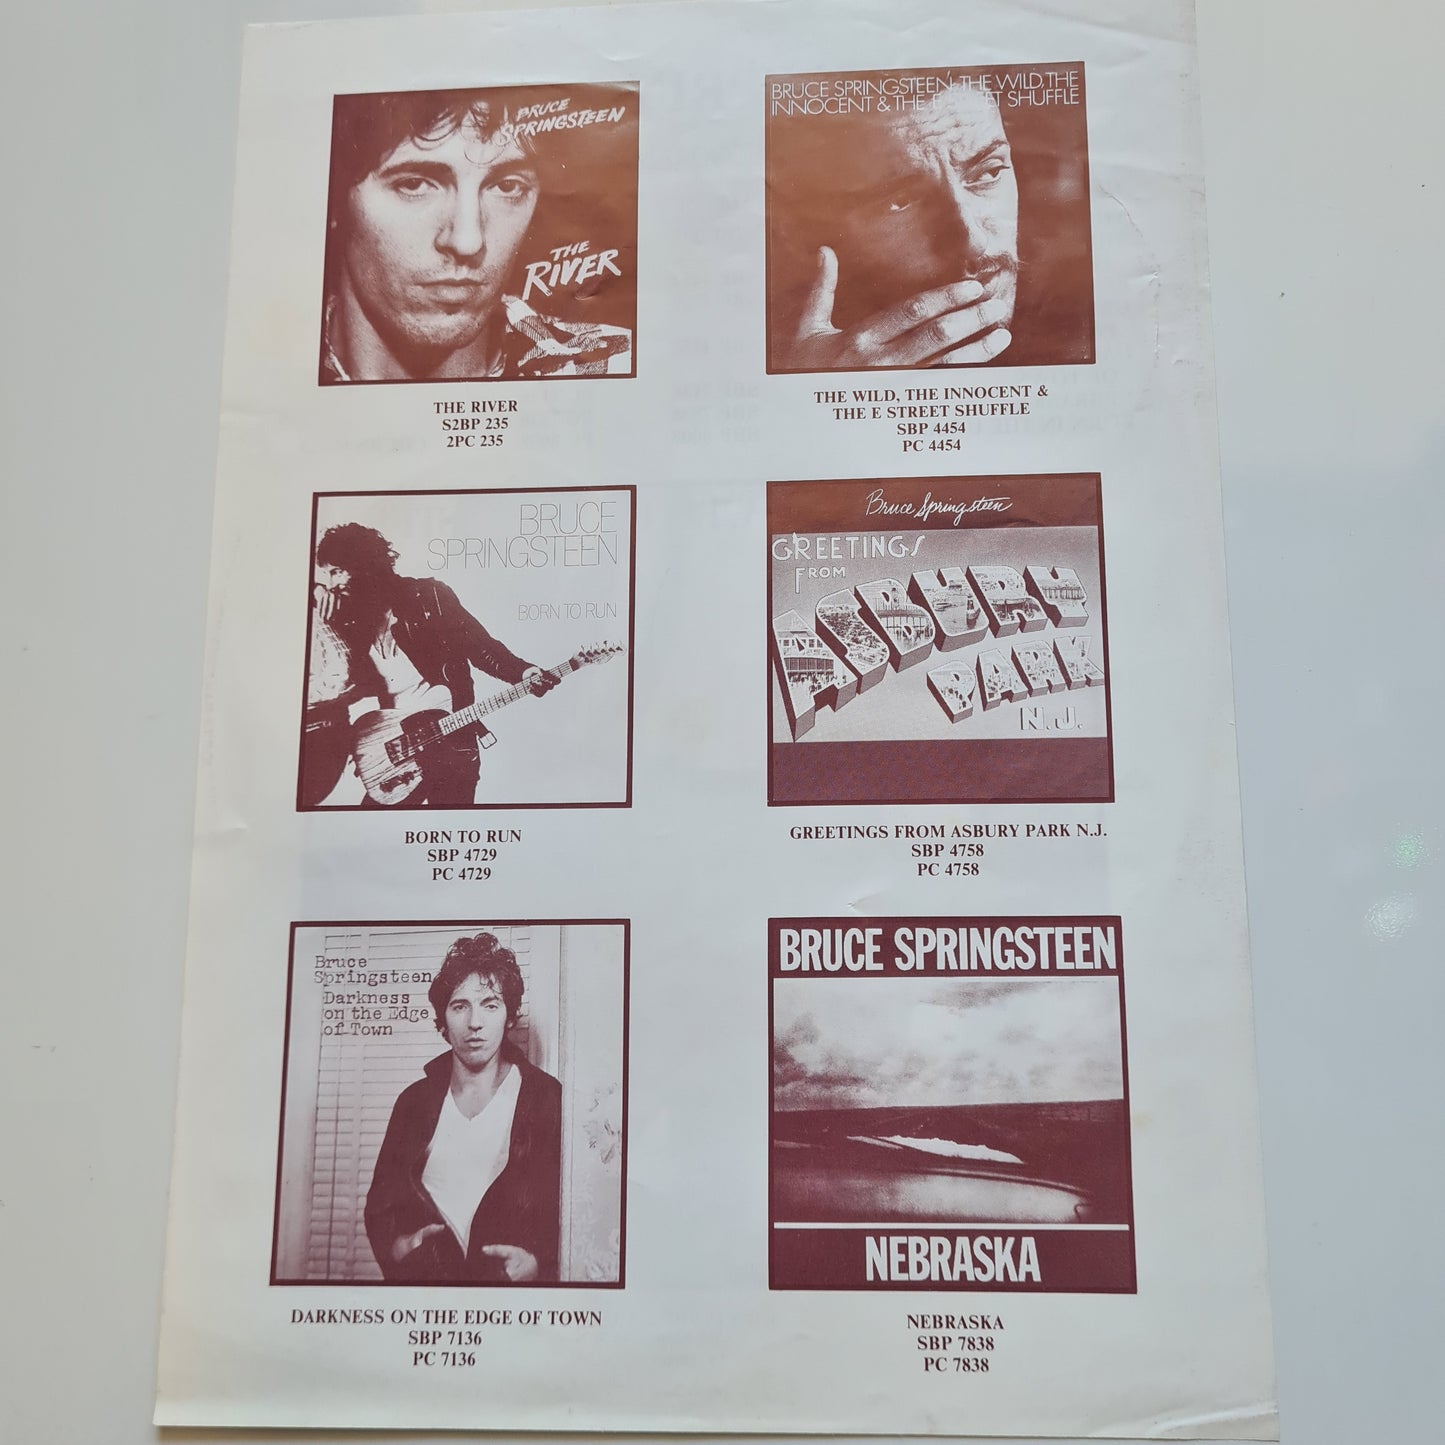 BRUCE
SPRINGSTEEN
THE
RIVER
THE RIVER
S2BP 235
2PC 235
BRUCE SPRINGSTEEN, THE WILD, THE
INNOCENT & THE E STREET SHUFFLE
THE WILD, THE INNOCENT &
THE E STREET SHUFFLE
SBP 4454
PC 4454
BRUCE
SPRINGSTEEN
BORN TO RUN
BORN TO RUN
SBP 4729
PC 4729
Bruce Springsteen
GREETINGS
FROM
ASBURY
PARK
N.J.
GREETINGS FROM ASBURY PARK N.J.
SBP 4758
PC 4758
Bruce
Springsteen
Darkness
on the Edge
of Town
DARKNESS ON THE EDGE OF TOWN
SBP 7136
PC 7136
BRUCE SPRINGSTEEN
NEBRASKA
NEBRASKA
SBP 7838
PC 7838